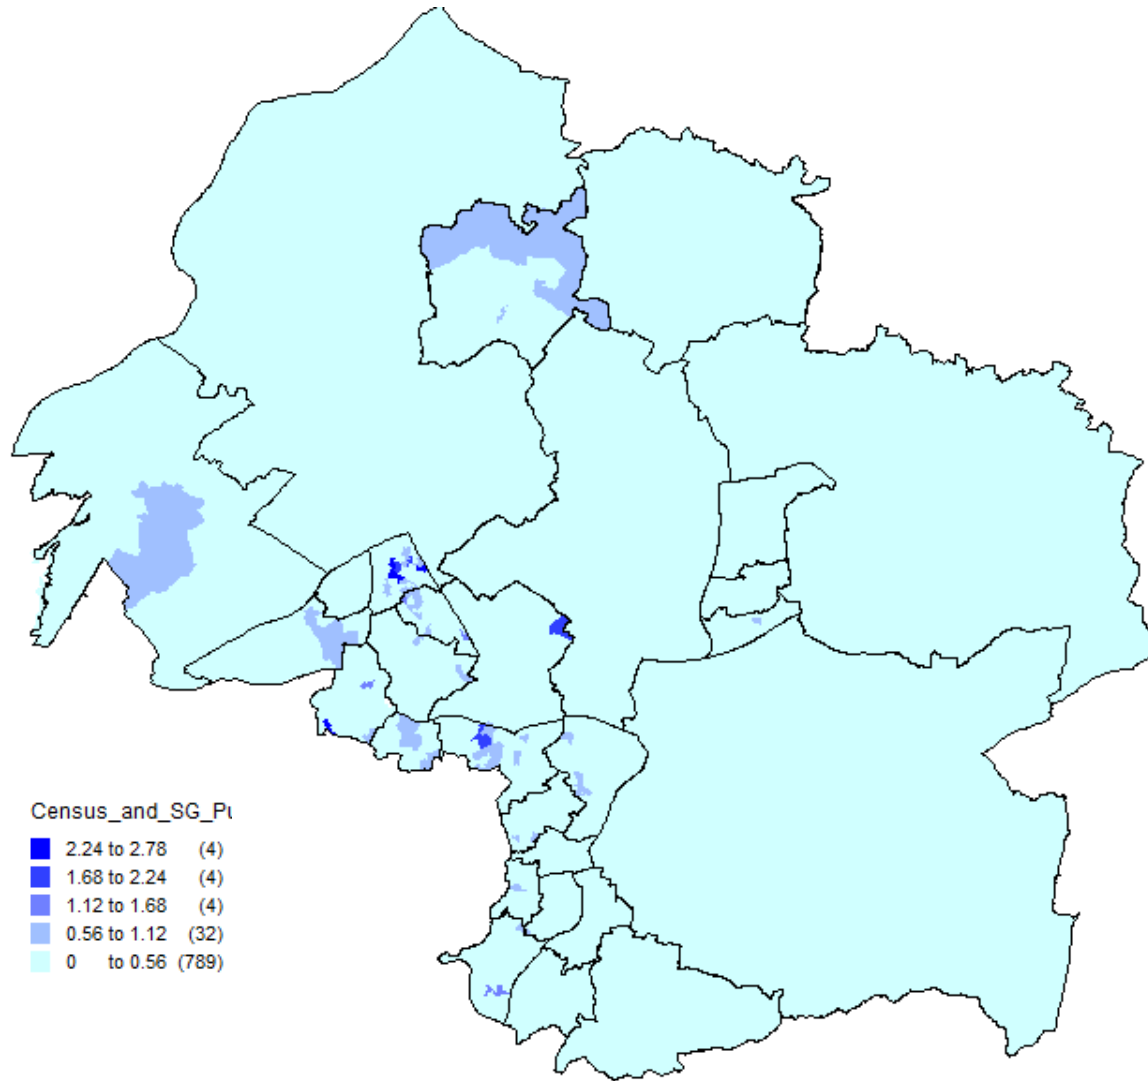 Census_and_SG_Pu
2.24 to 2.78 (4)
1.68 to 2.24 (4)
1.12 to 1.68 (4)
0.56 to 1.12 (32)
0 to 0.56 (789)